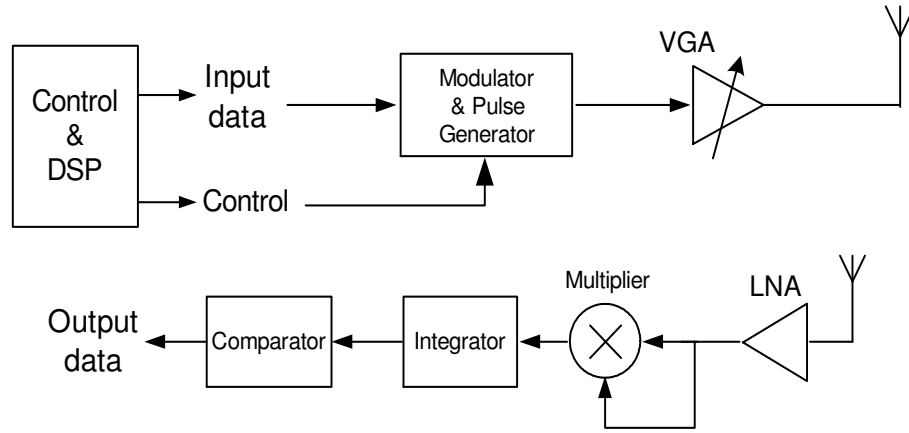 Control
&
DSP
Input
data
Control
Modulator
& Pulse
Generator
VGA
Output
data
Comparator
Integrator
Multiplier
LNA